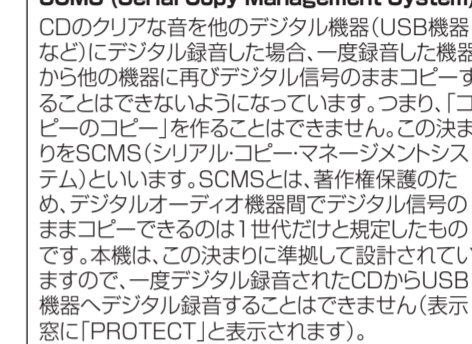 SCMS (Serial Copy Management System)
CDのクリアな音を他のデジタル機器(USB機器
など)にデジタル録音した場合、一度録音した機器
から他の機器に再びデジタル信号のままコピーす
ることはできないようになっています。つまり、「コ
ピーのコピー」を作ることはできません。この決ま
りをSCMS(シリアル・コピー・マネージメントシス
テム)といいます。SCMSとは、著作権保護のた
め、デジタルオーディオ機器間でデジタル信号の
ままコピーできるのは1世代だけと規定したもの
です。本機は、この決まりに準拠して設計されてい
ますので、一度デジタル録音されたCDからUSB
機器へデジタル録音することはできません(表示
窓に「PROTECT」と表示されます)。